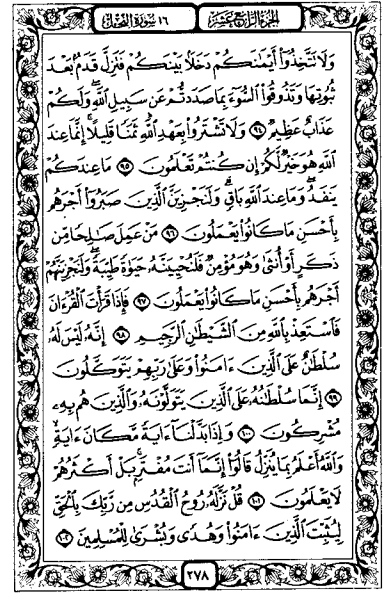 الجزء الرابع عشر ١٦ سورة النحل
وَلَا تَتَّخِذُوٓا۟ أَيْمَٰنَكُمْ دَخَلًۢا بَيْنَكُمْ فَتَزِلَّ قَدَمٌۢ بَعْدَ
ثُبُوتِهَا وَتَذُوقُوا۟ ٱلسُّوٓءَ بِمَا صَدَدتُّمْ عَن سَبِيلِ ٱللَّهِ وَلَكُمْ
عَذَابٌ عَظِيمٌ ٩٤ وَلَا تَشْتَرُوا۟ بِعَهْدِ ٱللَّهِ ثَمَنًا قَلِيلًا إِنَّمَا عِندَ
ٱللَّهِ هُوَ خَيْرٌ لَّكُمْ إِن كُنتُمْ تَعْلَمُونَ ٩٥ مَا عِندَكُمْ
يَنفَدُ وَمَا عِندَ ٱللَّهِ بَاقٍ وَلَنَجْزِيَنَّ ٱلَّذِينَ صَبَرُوٓا۟ أَجْرَهُم
بِأَحْسَنِ مَا كَانُوا۟ يَعْمَلُونَ ٩٦ مَنْ عَمِلَ صَٰلِحًا مِّن
ذَكَرٍ أَوْ أُنثَىٰ وَهُوَ مُؤْمِنٌ فَلَنُحْيِيَنَّهُۥ حَيَوٰةً طَيِّبَةً وَلَنَجْزِيَنَّهُمْ
أَجْرَهُم بِأَحْسَنِ مَا كَانُوا۟ يَعْمَلُونَ ٩٧ فَإِذَا قَرَأْتَ ٱلْقُرْءَانَ
فَٱسْتَعِذْ بِٱللَّهِ مِنَ ٱلشَّيْطَٰنِ ٱلرَّجِيمِ ٩٨ إِنَّهُۥ لَيْسَ لَهُۥ
سُلْطَٰنٌ عَلَى ٱلَّذِينَ ءَامَنُوا۟ وَعَلَىٰ رَبِّهِمْ يَتَوَكَّلُونَ
٩٩ إِنَّمَا سُلْطَٰنُهُۥ عَلَى ٱلَّذِينَ يَتَوَلَّوْنَهُۥ وَٱلَّذِينَ هُم بِهِۦ
مُشْرِكُونَ ١٠٠ وَإِذَا بَدَّلْنَآ ءَايَةً مَّكَانَ ءَايَةٍ
وَٱللَّهُ أَعْلَمُ بِمَا يُنَزِّلُ قَالُوٓا۟ إِنَّمَآ أَنتَ مُفْتَرٍۭ بَلْ أَكْثَرُهُمْ
لَا يَعْلَمُونَ ١٠١ قُلْ نَزَّلَهُۥ رُوحُ ٱلْقُدُسِ مِن رَّبِّكَ بِٱلْحَقِّ
لِيُثَبِّتَ ٱلَّذِينَ ءَامَنُوا۟ وَهُدًى وَبُشْرَىٰ لِلْمُسْلِمِينَ ١٠٢
٢٧٨